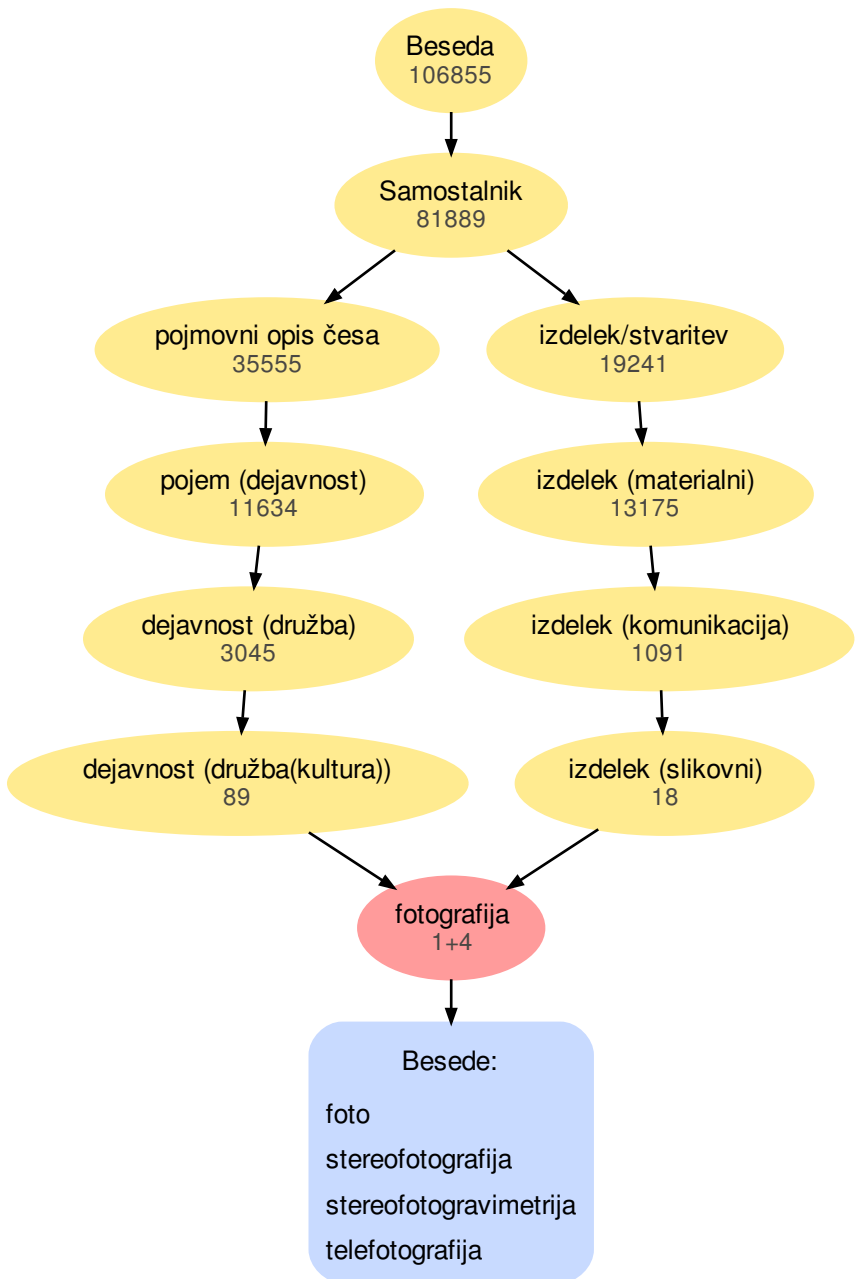 Beseda
106855
Samostalnik
81889
pojmovni opis česa
35555
izdelek/stvaritev
19241
pojem (dejavnost)
11634
izdelek (materialni)
13175
dejavnost (družba)
3045
izdelek (komunikacija)
1091
dejavnost (družba(kultura))
89
izdelek (slikovni)
18
fotografija
1+4
Besede:
foto
stereofotografija
stereofotogravimetrija
telefotografija